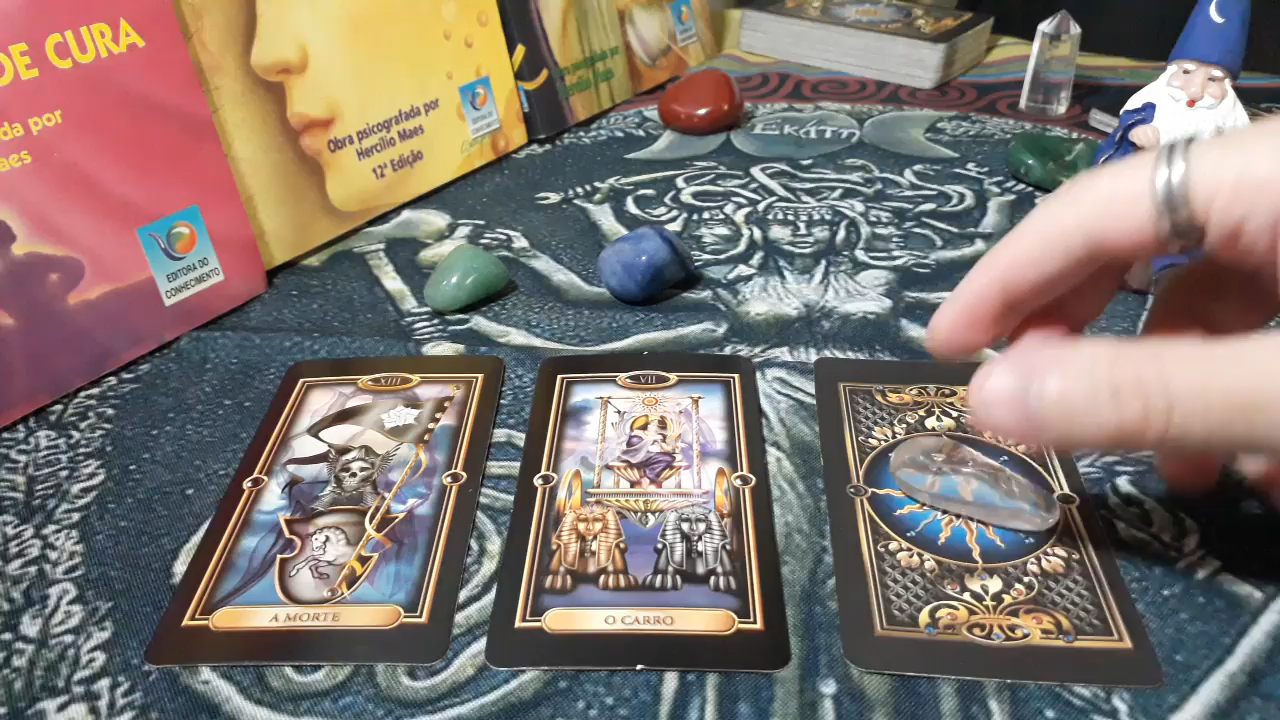 DE CURA
da por
aes
EDITORA DO
CONHECIMENTO
Obra psicografada por
Hercílio Maes
12ª Edição
Εκάτη
XIII
A MORTE
VII
O CARRO